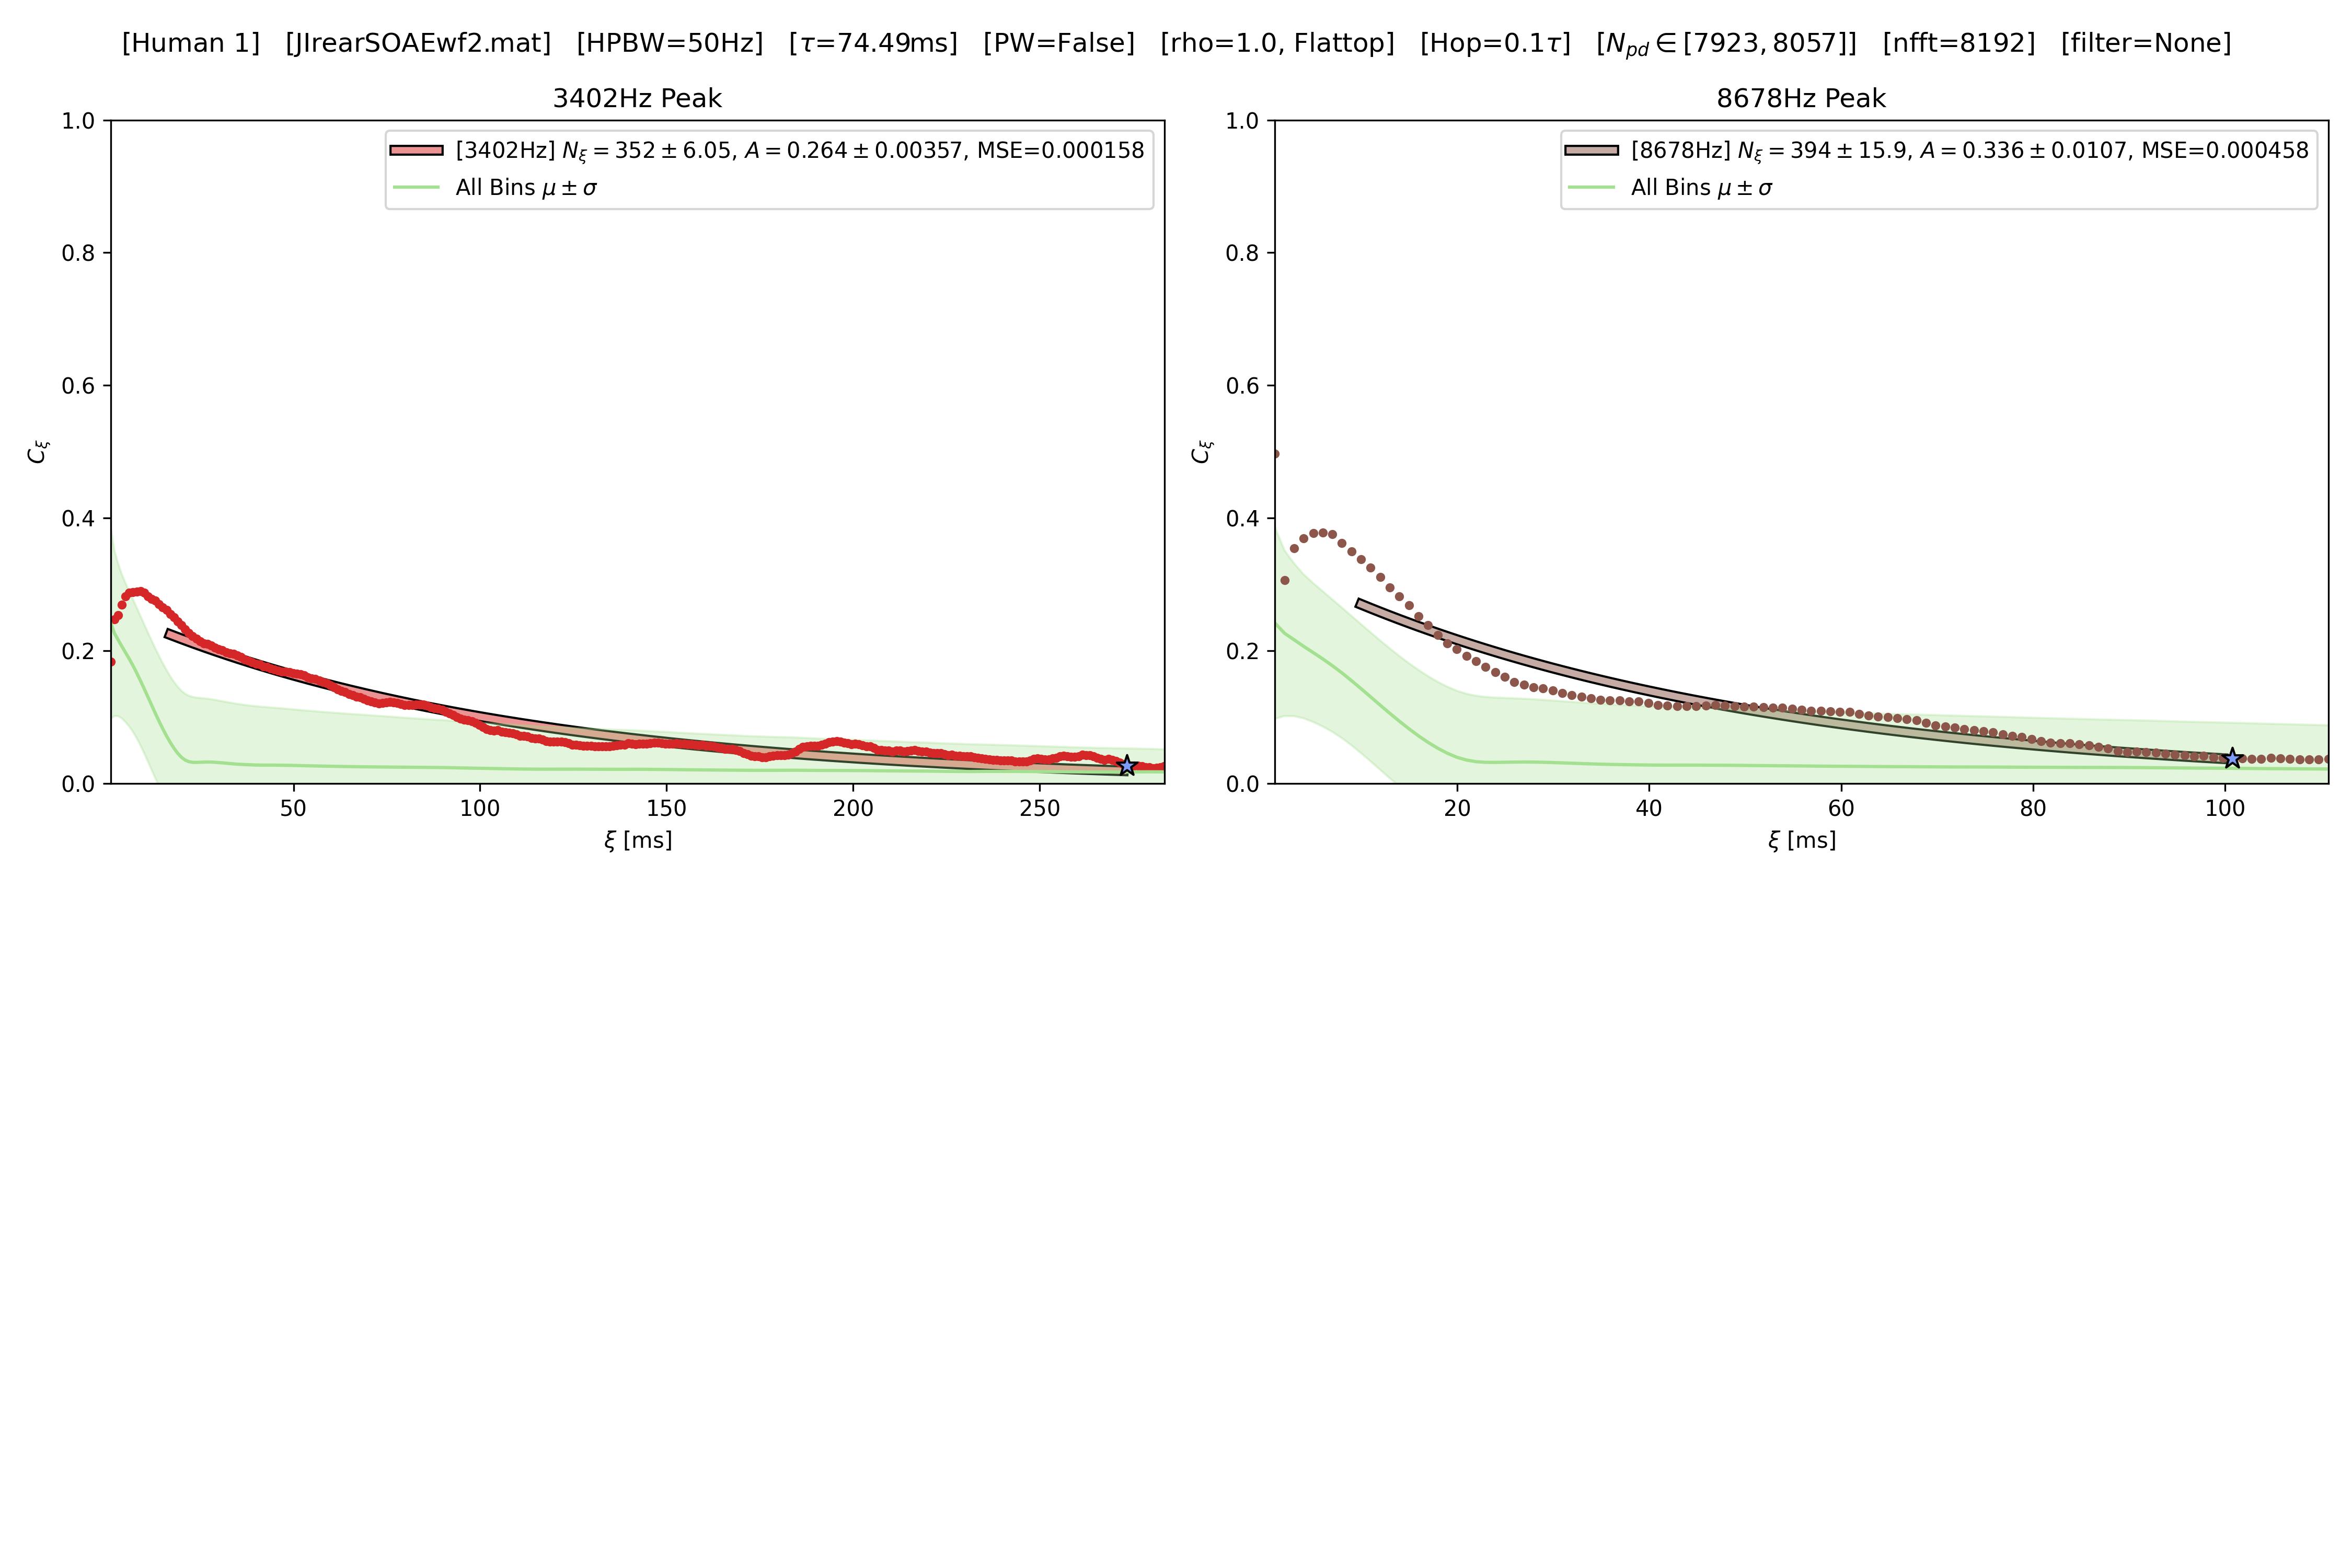 [Human 1] [JIrearSOAEwf2.mat] [HPBW=50Hz] [τ=74.49ms] [PW=False] [rho=1.0, Flattop] [Hop=0.1τ] [N_pd ∈ [7923, 8057]] [nfft=8192] [filter=None]
3402Hz Peak
1.0
0.8
0.6
0.4
0.2
0.0
C_ξ
[3402Hz] N_ξ = 352 ± 6.05, A = 0.264 ± 0.00357, MSE=0.000158
All Bins μ ± σ
50
100
150
200
250
ξ [ms]
8678Hz Peak
1.0
0.8
0.6
0.4
0.2
0.0
C_ξ
[8678Hz] N_ξ = 394 ± 15.9, A = 0.336 ± 0.0107, MSE=0.000458
All Bins μ ± σ
20
40
60
80
100
ξ [ms]